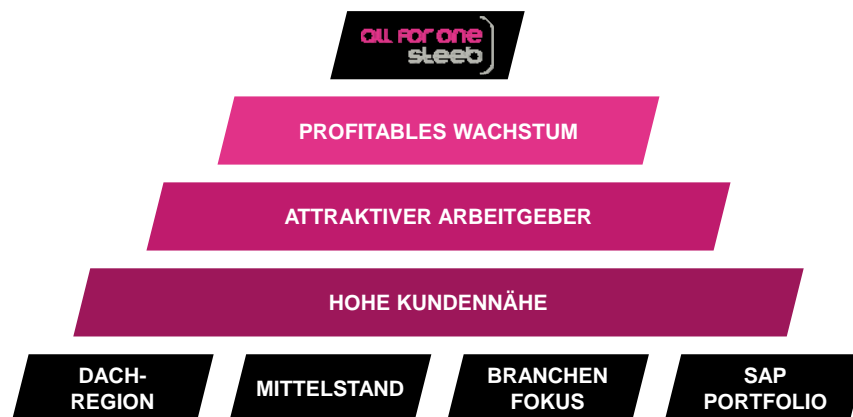 all for one
steeb
PROFITABLES WACHSTUM
ATTRAKTIVER ARBEITGEBER
HOHE KUNDENNÄHE
DACH-
REGION
MITTELSTAND
BRANCHEN
FOKUS
SAP
PORTFOLIO